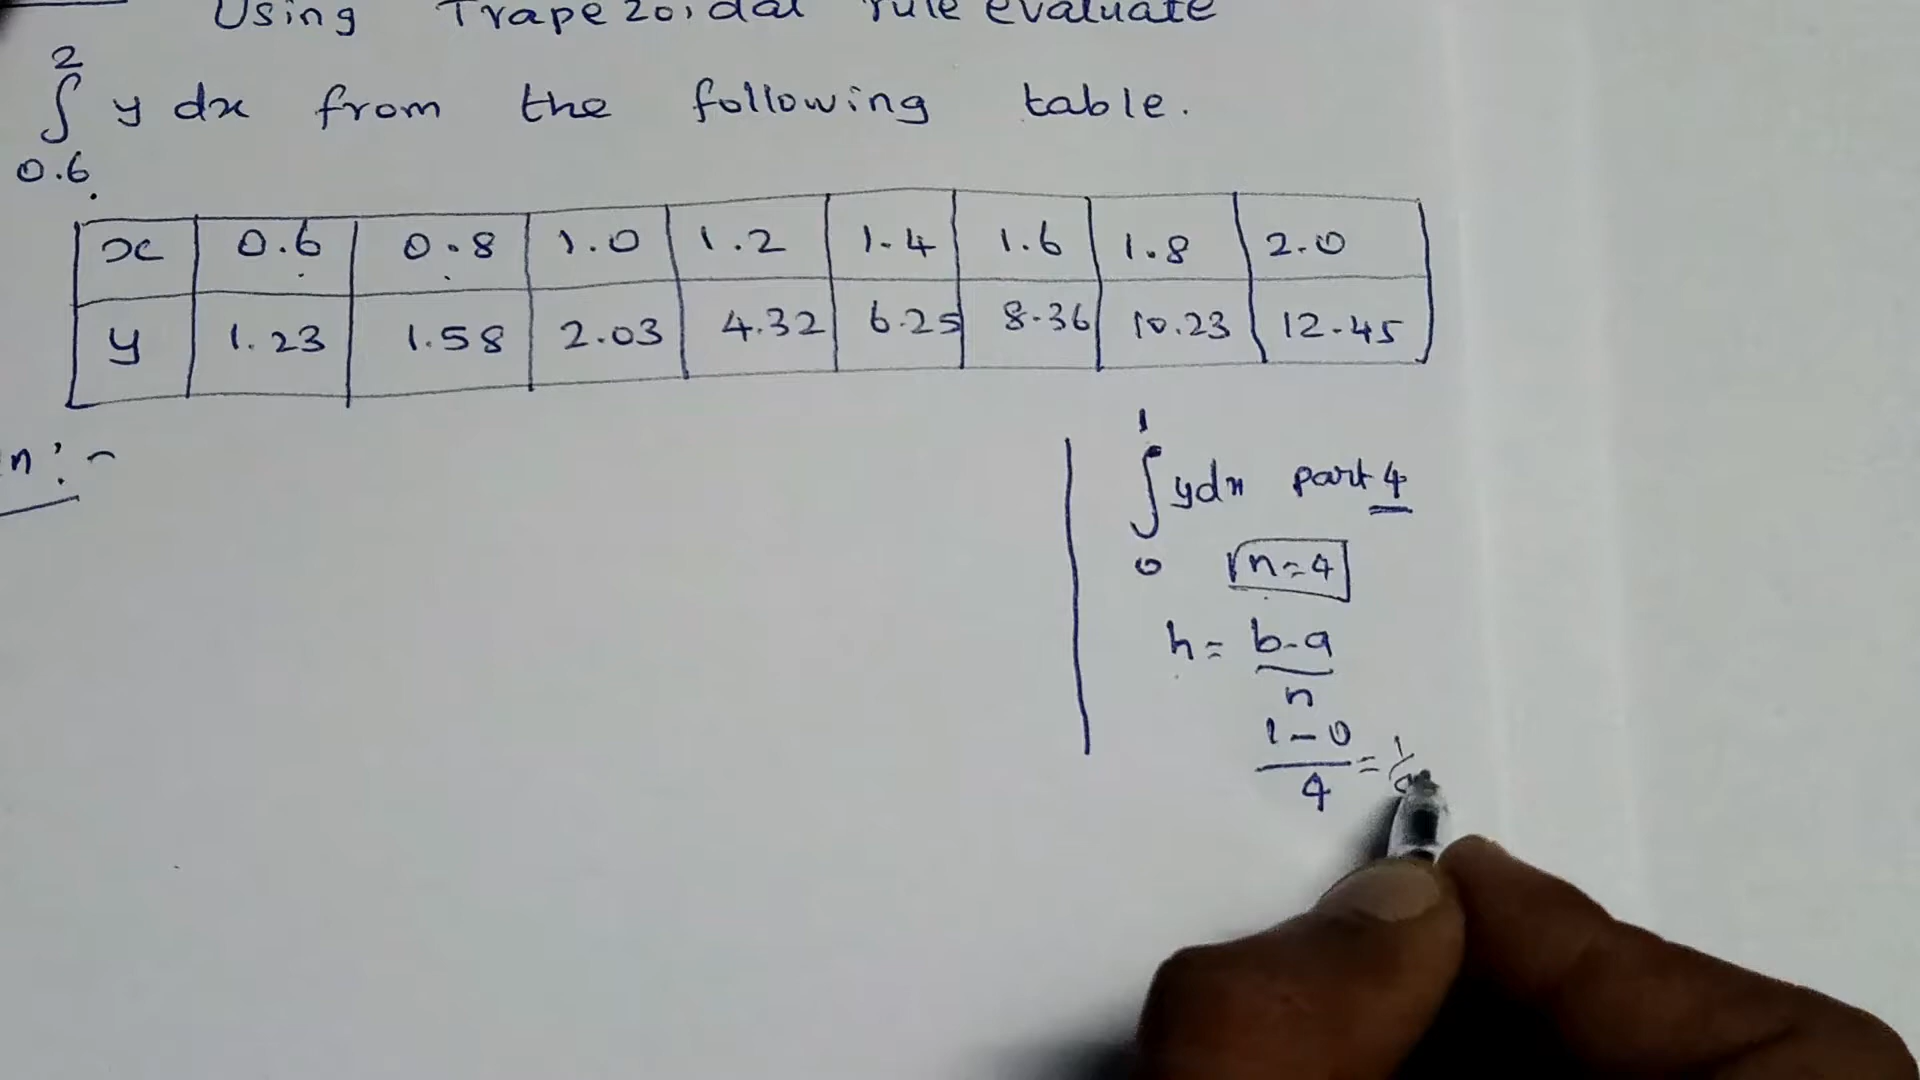 Using Trapezoidal rule evaluate
2
∫ y dx from the following table.
0.6
x 0.6 0.8 1.0 1.2 1.4 1.6 1.8 2.0
y 1.23 1.58 2.03 4.32 6.25 8.36 10.23 12.45
n:-
1
∫ ydx part 4
0 n=4
h = b-a
n
1-0
4 =